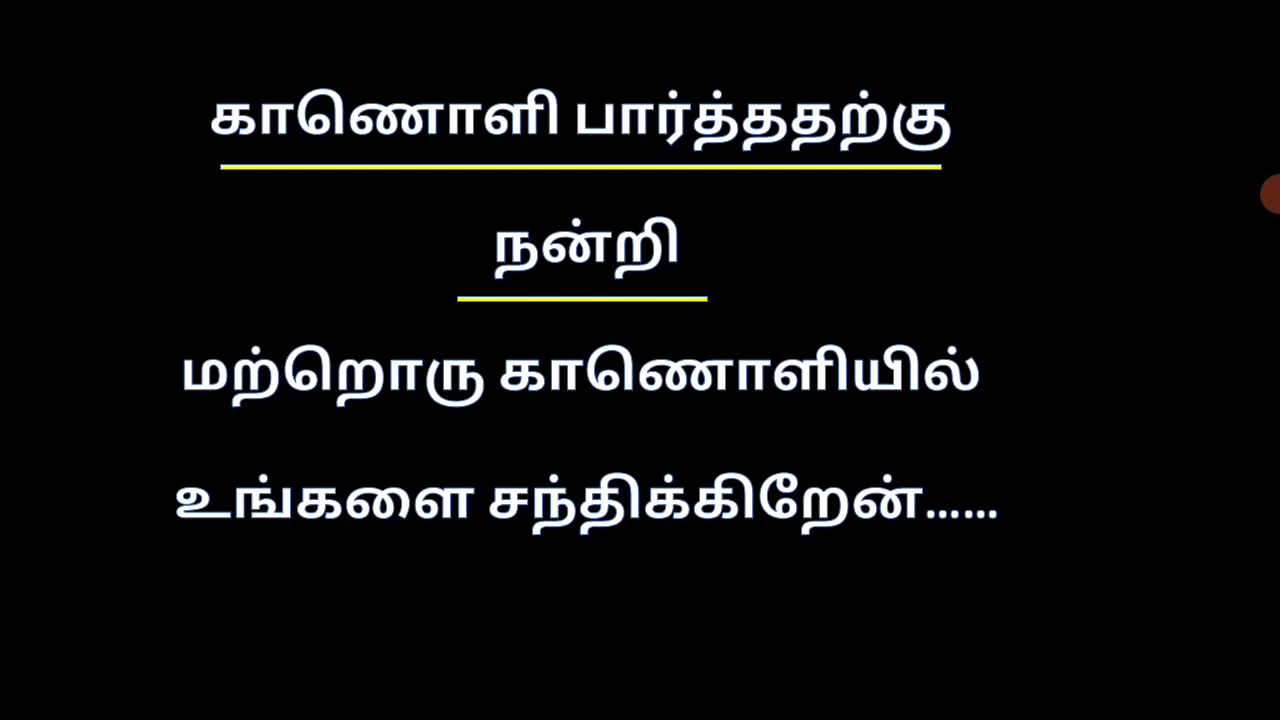 காணொளி பார்த்ததற்கு
நன்றி
மற்றொரு காணொளியில்
உங்களை சந்திக்கிறேன்......